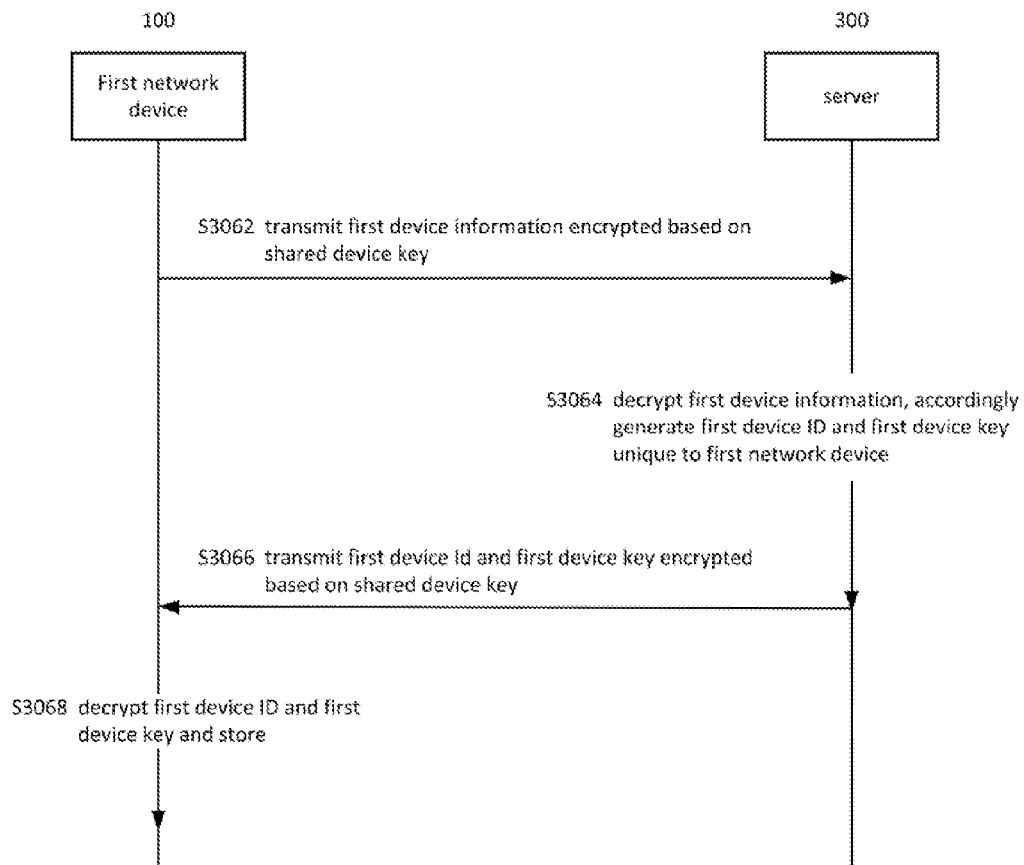 100
300
First network
device
server
S3062 transmit first device information encrypted based on
shared device key
S3064 decrypt first device information, accordingly
generate first device ID and first device key
unique to first network device
S3066 transmit first device Id and first device key encrypted
based on shared device key
S3068 decrypt first device ID and first
device key and store